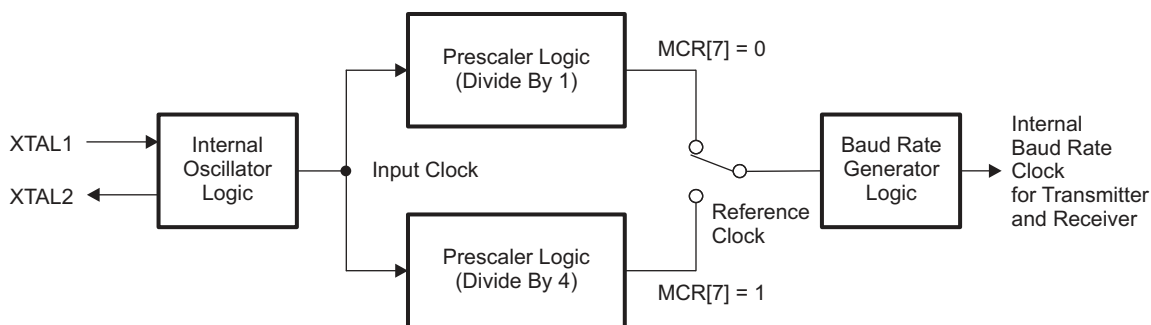 XTAL1
XTAL2
Internal
Oscillator
Logic
Input Clock
Prescaler Logic
(Divide By 1)
MCR[7] = 0
Prescaler Logic
(Divide By 4)
MCR[7] = 1
Reference
Clock
Baud Rate
Generator
Logic
Internal
Baud Rate
Clock
for Transmitter
and Receiver